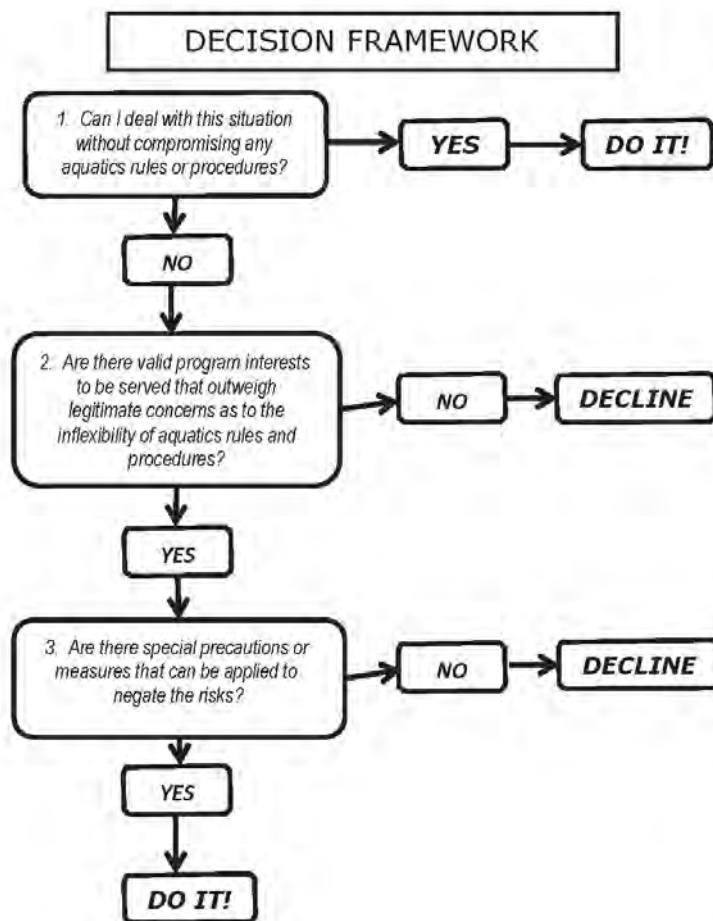 DECISION FRAMEWORK
1. Can I deal with this situation
without compromising any
aquatics rules or procedures?
YES
DO IT!
NO
2. Are there valid program interests
to be served that outweigh
legitimate concerns as to the
inflexibility of aquatics rules and
procedures?
NO
DECLINE
YES
3. Are there special precautions or
measures that can be applied to
negate the risks?
NO
DECLINE
YES
DO IT!